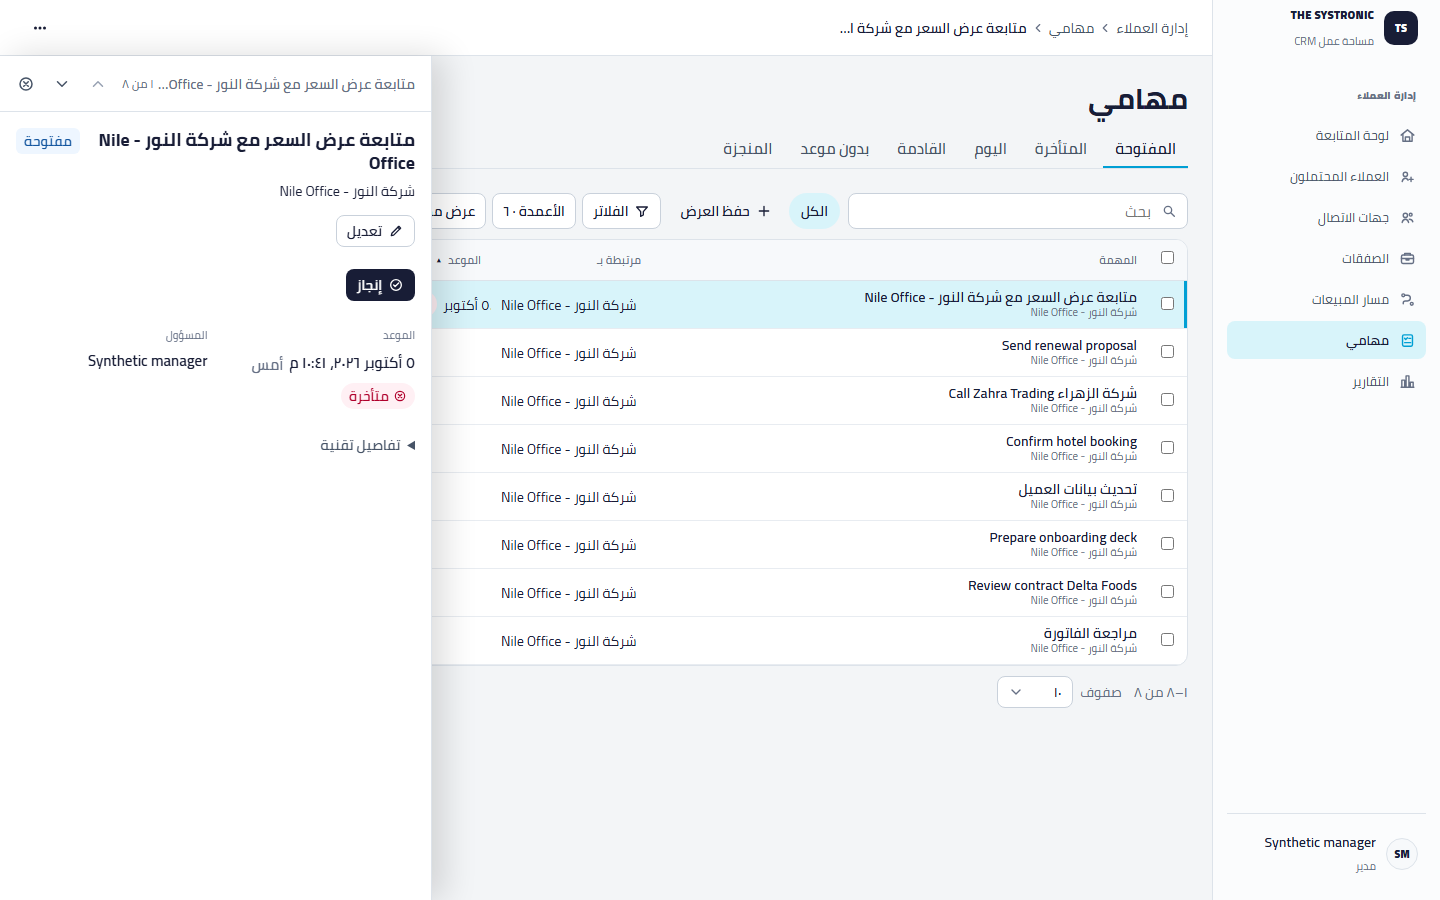 THE SYSTRONIC
مساحة عمل CRM
TS
إدارة العملاء
لوحة المتابعة
العملاء المحتملون
جهات الاتصال
الصفقات
مسار المبيعات
مهامي
التقارير
Synthetic manager
مدير
SM
إدارة العملاء
مهامي
متابعة عرض السعر مع شركة ا...
مهامي
المفتوحة
المتأخرة
اليوم
القادمة
بدون موعد
المنجزة
بحث
الكل
حفظ العرض
الفلاتر
الأعمدة ٦٠
المهمة
مرتبطة بـ
الموعد
متابعة عرض السعر مع شركة النور - Nile Office
شركة النور - Nile Office
شركة النور - Nile Office
٥ أكتوبر
Send renewal proposal
شركة النور - Nile Office
شركة النور - Nile Office
Call Zahra Trading شركة الزهراء
شركة النور - Nile Office
شركة النور - Nile Office
Confirm hotel booking
شركة النور - Nile Office
شركة النور - Nile Office
تحديث بيانات العميل
شركة النور - Nile Office
شركة النور - Nile Office
Prepare onboarding deck
شركة النور - Nile Office
شركة النور - Nile Office
Review contract Delta Foods
شركة النور - Nile Office
شركة النور - Nile Office
مراجعة الفاتورة
شركة النور - Nile Office
شركة النور - Nile Office
١–٨ من ٨
صفوف
١٠
متابعة عرض السعر مع شركة النور - Office...
١ من ٨
متابعة عرض السعر مع شركة النور - Nile
Office
مفتوحة
شركة النور - Nile Office
تعديل
إنجاز
الموعد
٥ أكتوبر ٢٠٢٦، ١٠:٤١ م أمس
متأخرة
المسؤول
Synthetic manager
تفاصيل تقنية